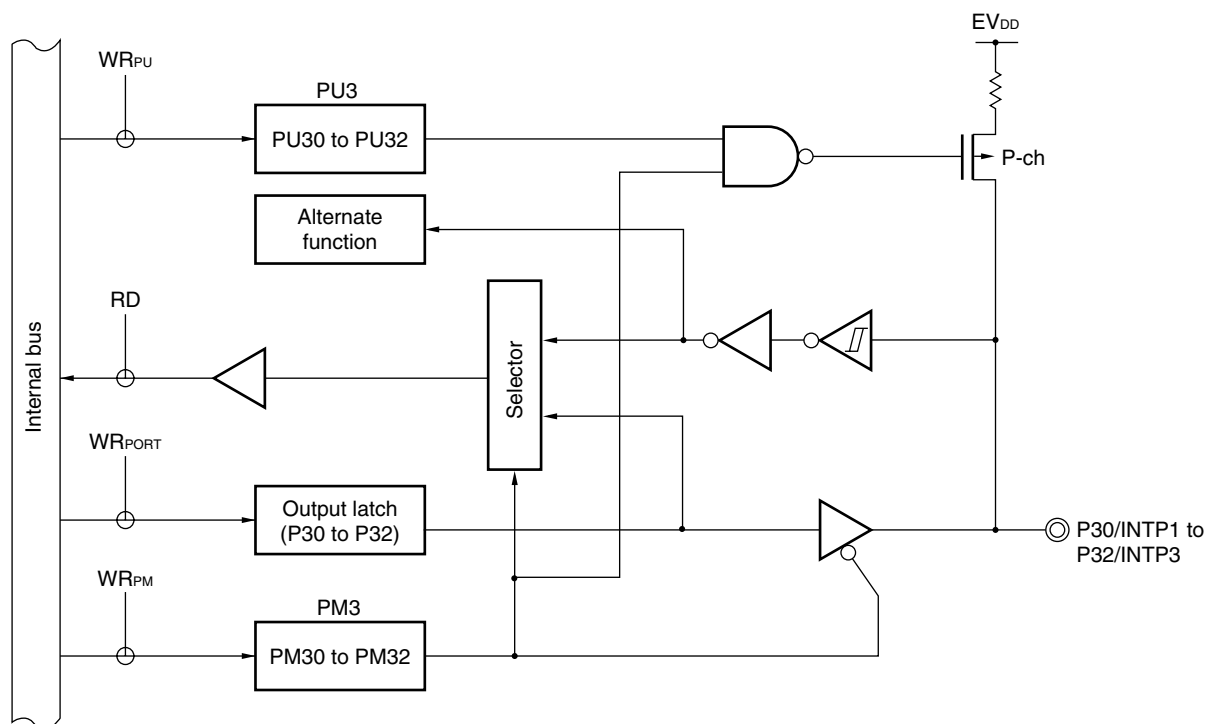 EVDD
WRPU
PU3
PU30 to PU32
P-ch
Alternate
function
RD
Internal bus
Selector
WRPORT
Output latch
(P30 to P32)
P30/INTP1 to
P32/INTP3
WRPM
PM3
PM30 to PM32